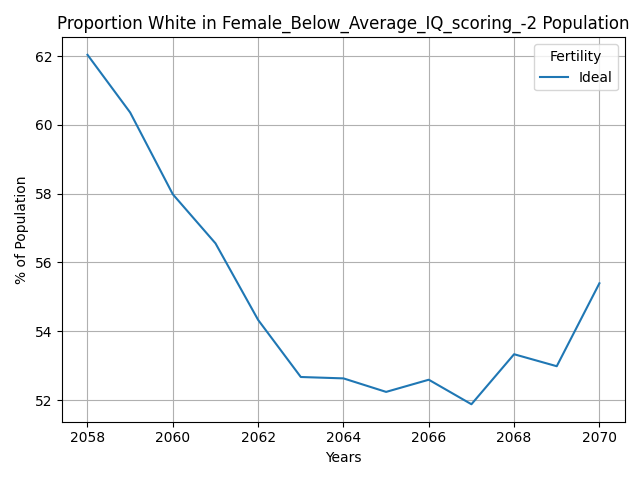 Proportion White in Female_Below_Average_IQ_scoring_-2 Population
Fertility
Ideal
% of Population
62
60
58
56
54
52
2058 2060 2062 2064 2066 2068 2070
Years